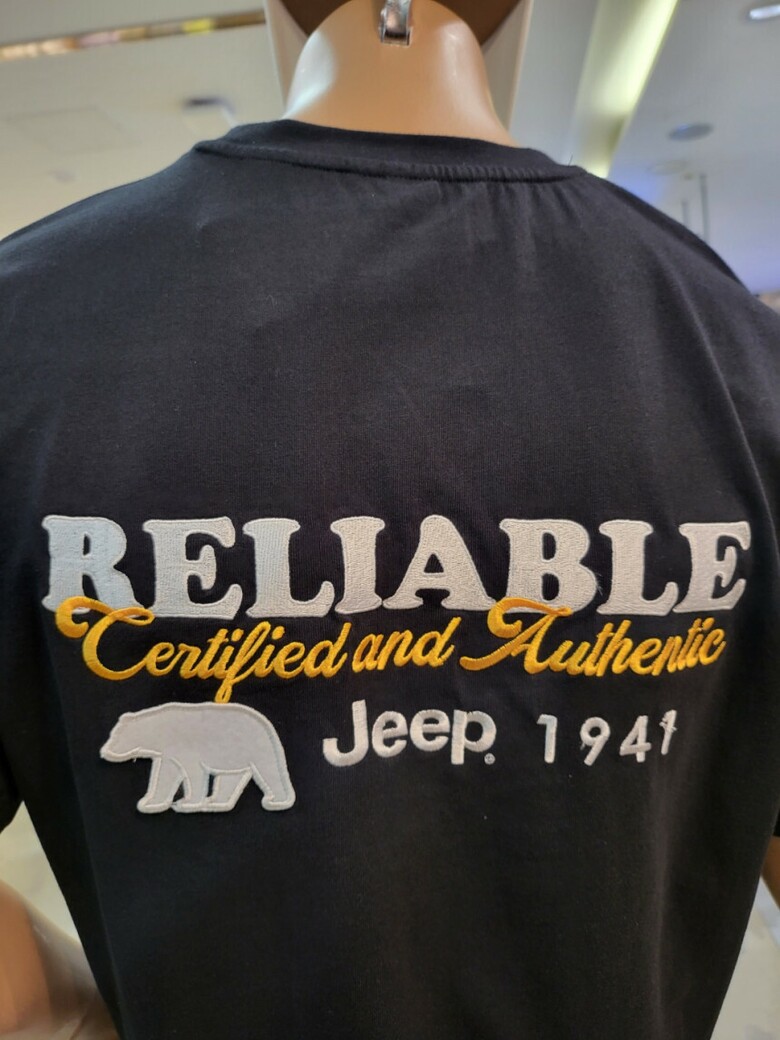 RELIABLE
Certified and Authentic
Jeep® 1941